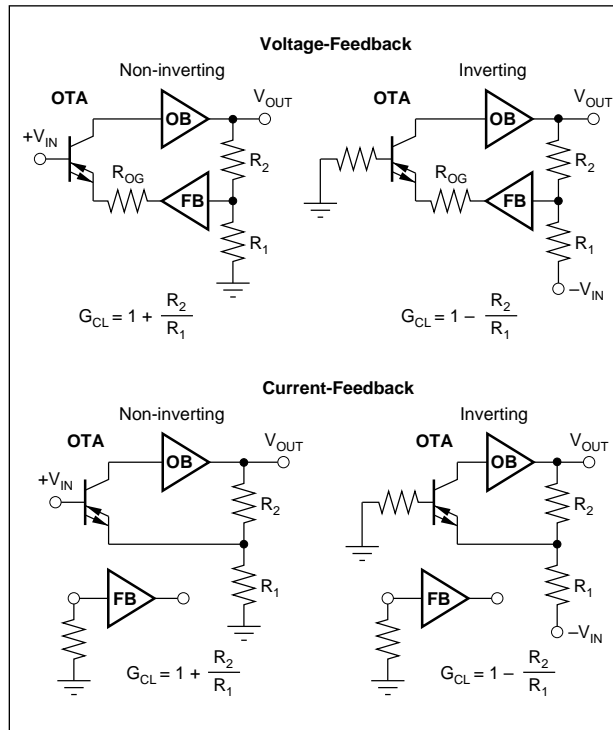 Voltage-Feedback
Non-inverting
OTA
OB
V_OUT
+V_IN
R_OG
FB
R_2
R_1
G_CL = 1 + R_2/R_1
Inverting
OTA
OB
V_OUT
R_OG
FB
R_2
R_1
–V_IN
G_CL = 1 – R_2/R_1
Current-Feedback
Non-inverting
OTA
OB
V_OUT
+V_IN
R_2
R_1
FB
G_CL = 1 + R_2/R_1
Inverting
OTA
OB
V_OUT
R_2
R_1
FB
–V_IN
G_CL = 1 – R_2/R_1